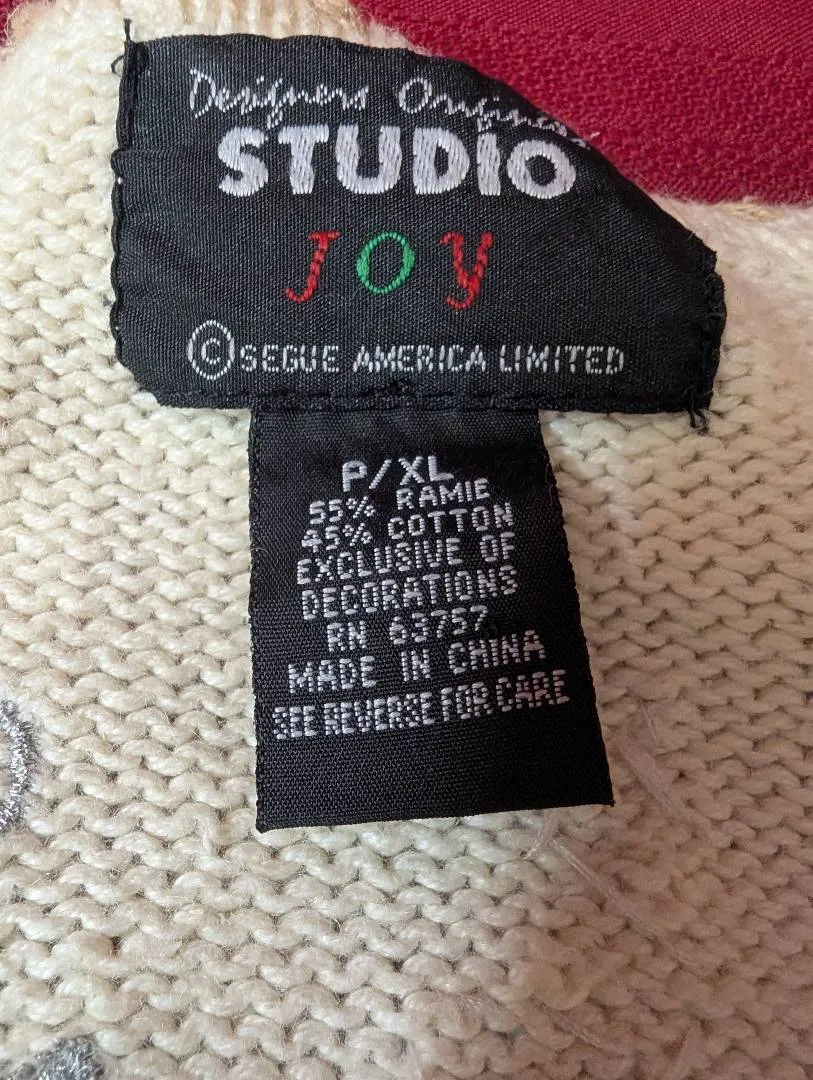 Designers Originals
STUDIO
JOY
© SEGUE AMERICA LIMITED
P/XL
55% RAMIE
45% COTTON
EXCLUSIVE OF
DECORATIONS
RN 63757
MADE IN CHINA
SEE REVERSE FOR CARE